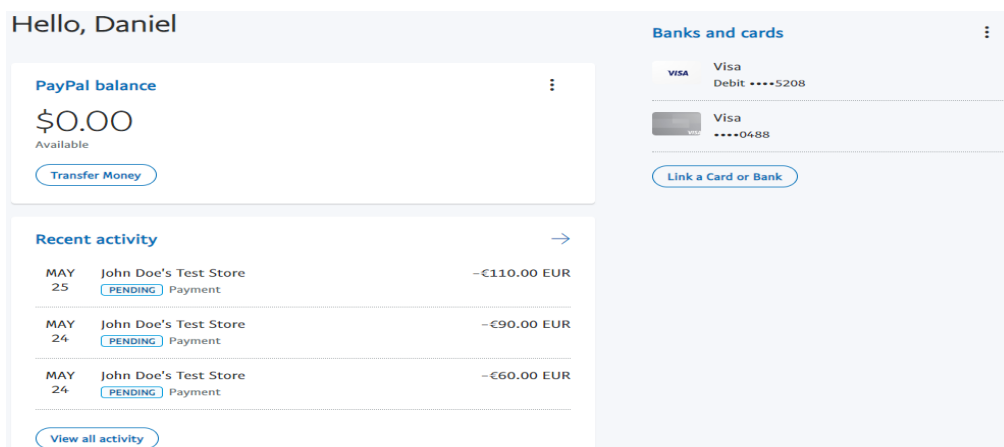 Hello, Daniel
PayPal balance
$0.00
Available
Transfer Money
Recent activity
MAY 25 John Doe's Test Store -€110.00 EUR
PENDING Payment
MAY 24 John Doe's Test Store -€90.00 EUR
PENDING Payment
MAY 24 John Doe's Test Store -€60.00 EUR
PENDING Payment
View all activity
Banks and cards
VISA
Visa
Debit ••••5208
VISA
Visa
••••0488
Link a Card or Bank